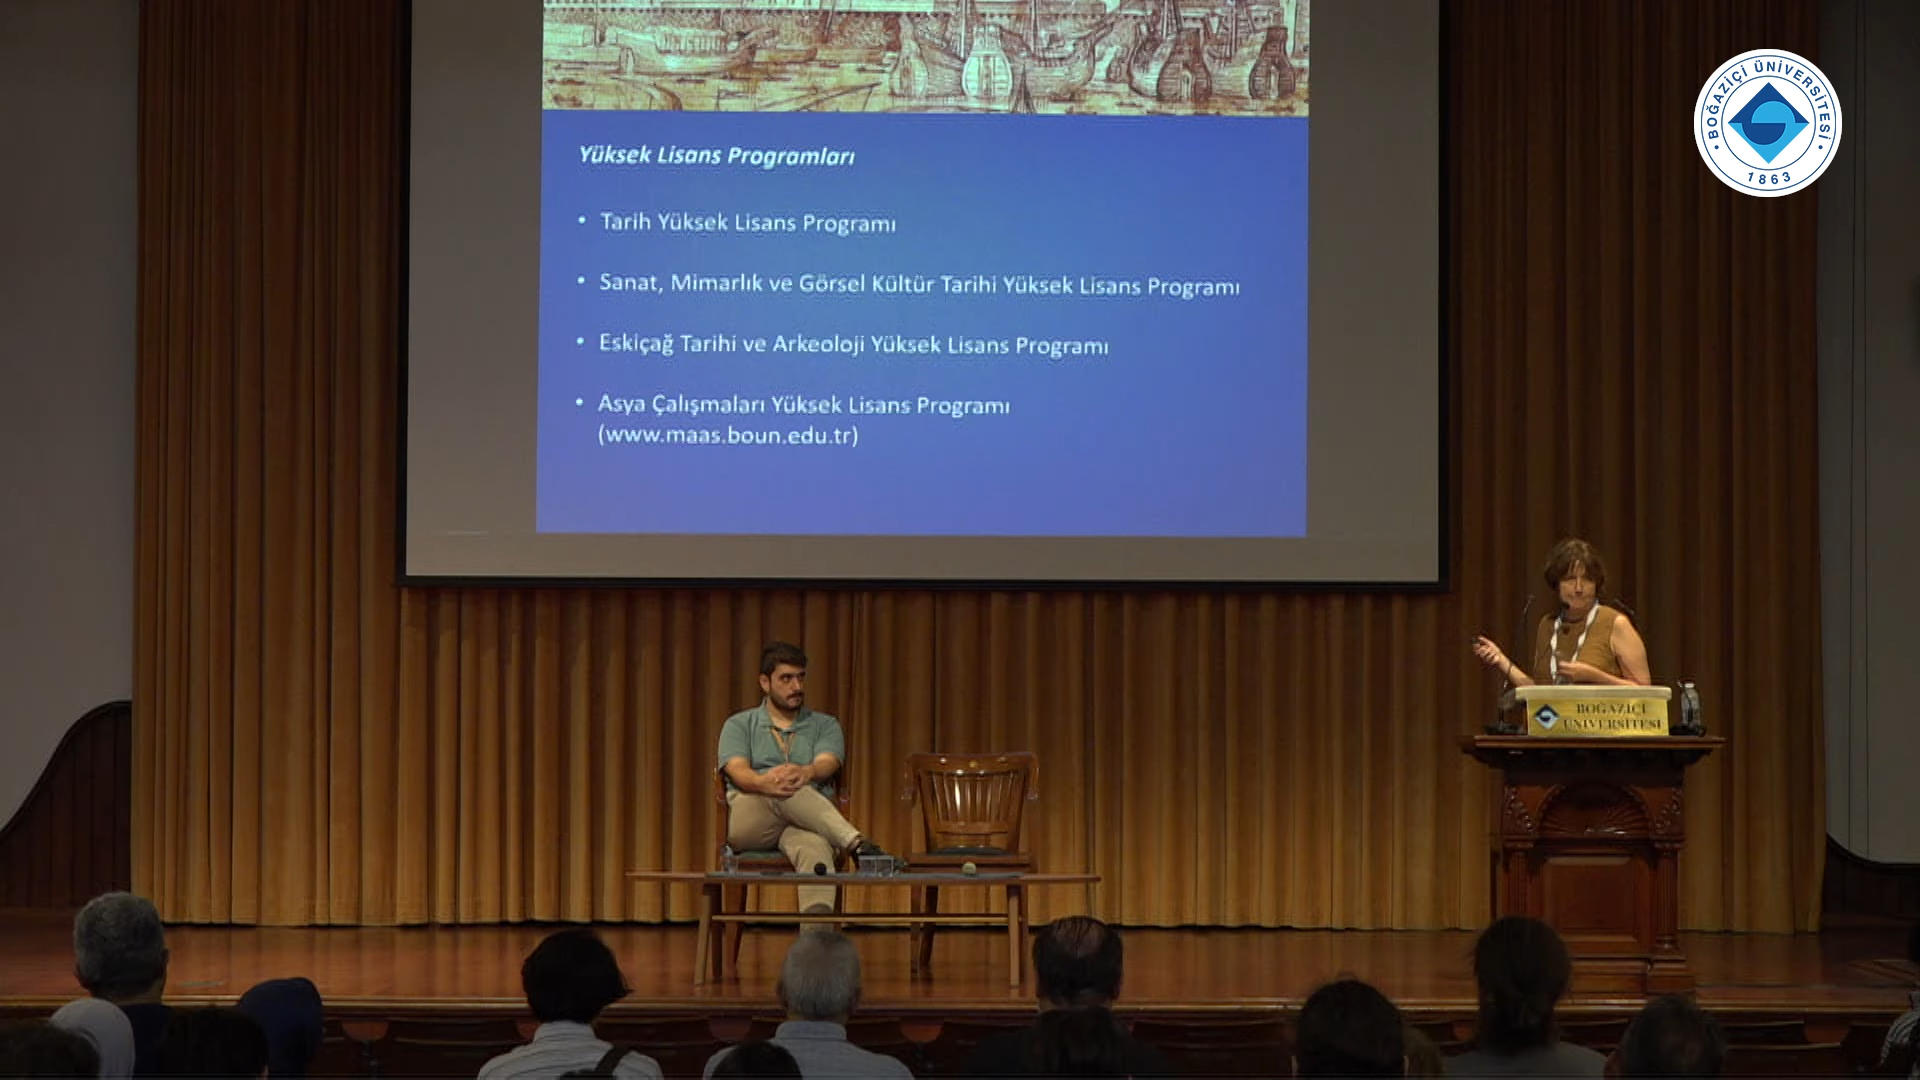 Yüksek Lisans Programları
• Tarih Yüksek Lisans Programı
• Sanat, Mimarlık ve Görsel Kültür Tarihi Yüksek Lisans Programı
• Eskiçağ Tarihi ve Arkeoloji Yüksek Lisans Programı
• Asya Çalışmaları Yüksek Lisans Programı
(www.maas.boun.edu.tr)
BOĞAZİÇİ ÜNİVERSİTESİ
1863
BOĞAZİÇİ
ÜNİVERSİTESİ